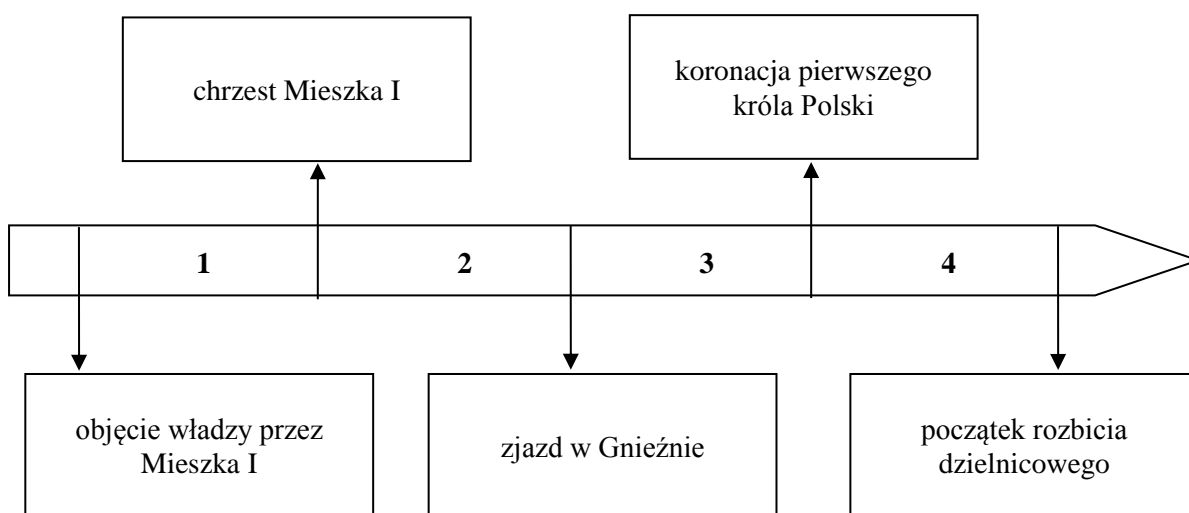 chrzest Mieszka I
koronacja pierwszego
króla Polski
1
2
3
4
objęcie władzy przez
Mieszka I
zjazd w Gnieźnie
początek rozbicia
dzielnicowego